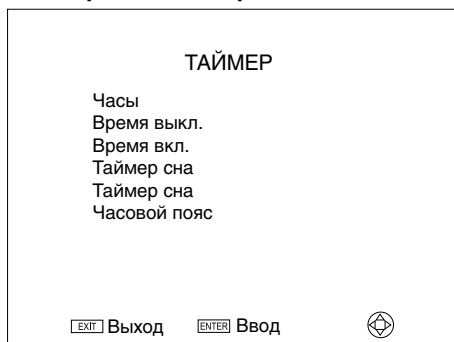 ТАЙМЕР
Часы
Время выкл.
Время вкл.
Таймер сна
Таймер сна
Часовой пояс
EXIT Выход ENTER Ввод